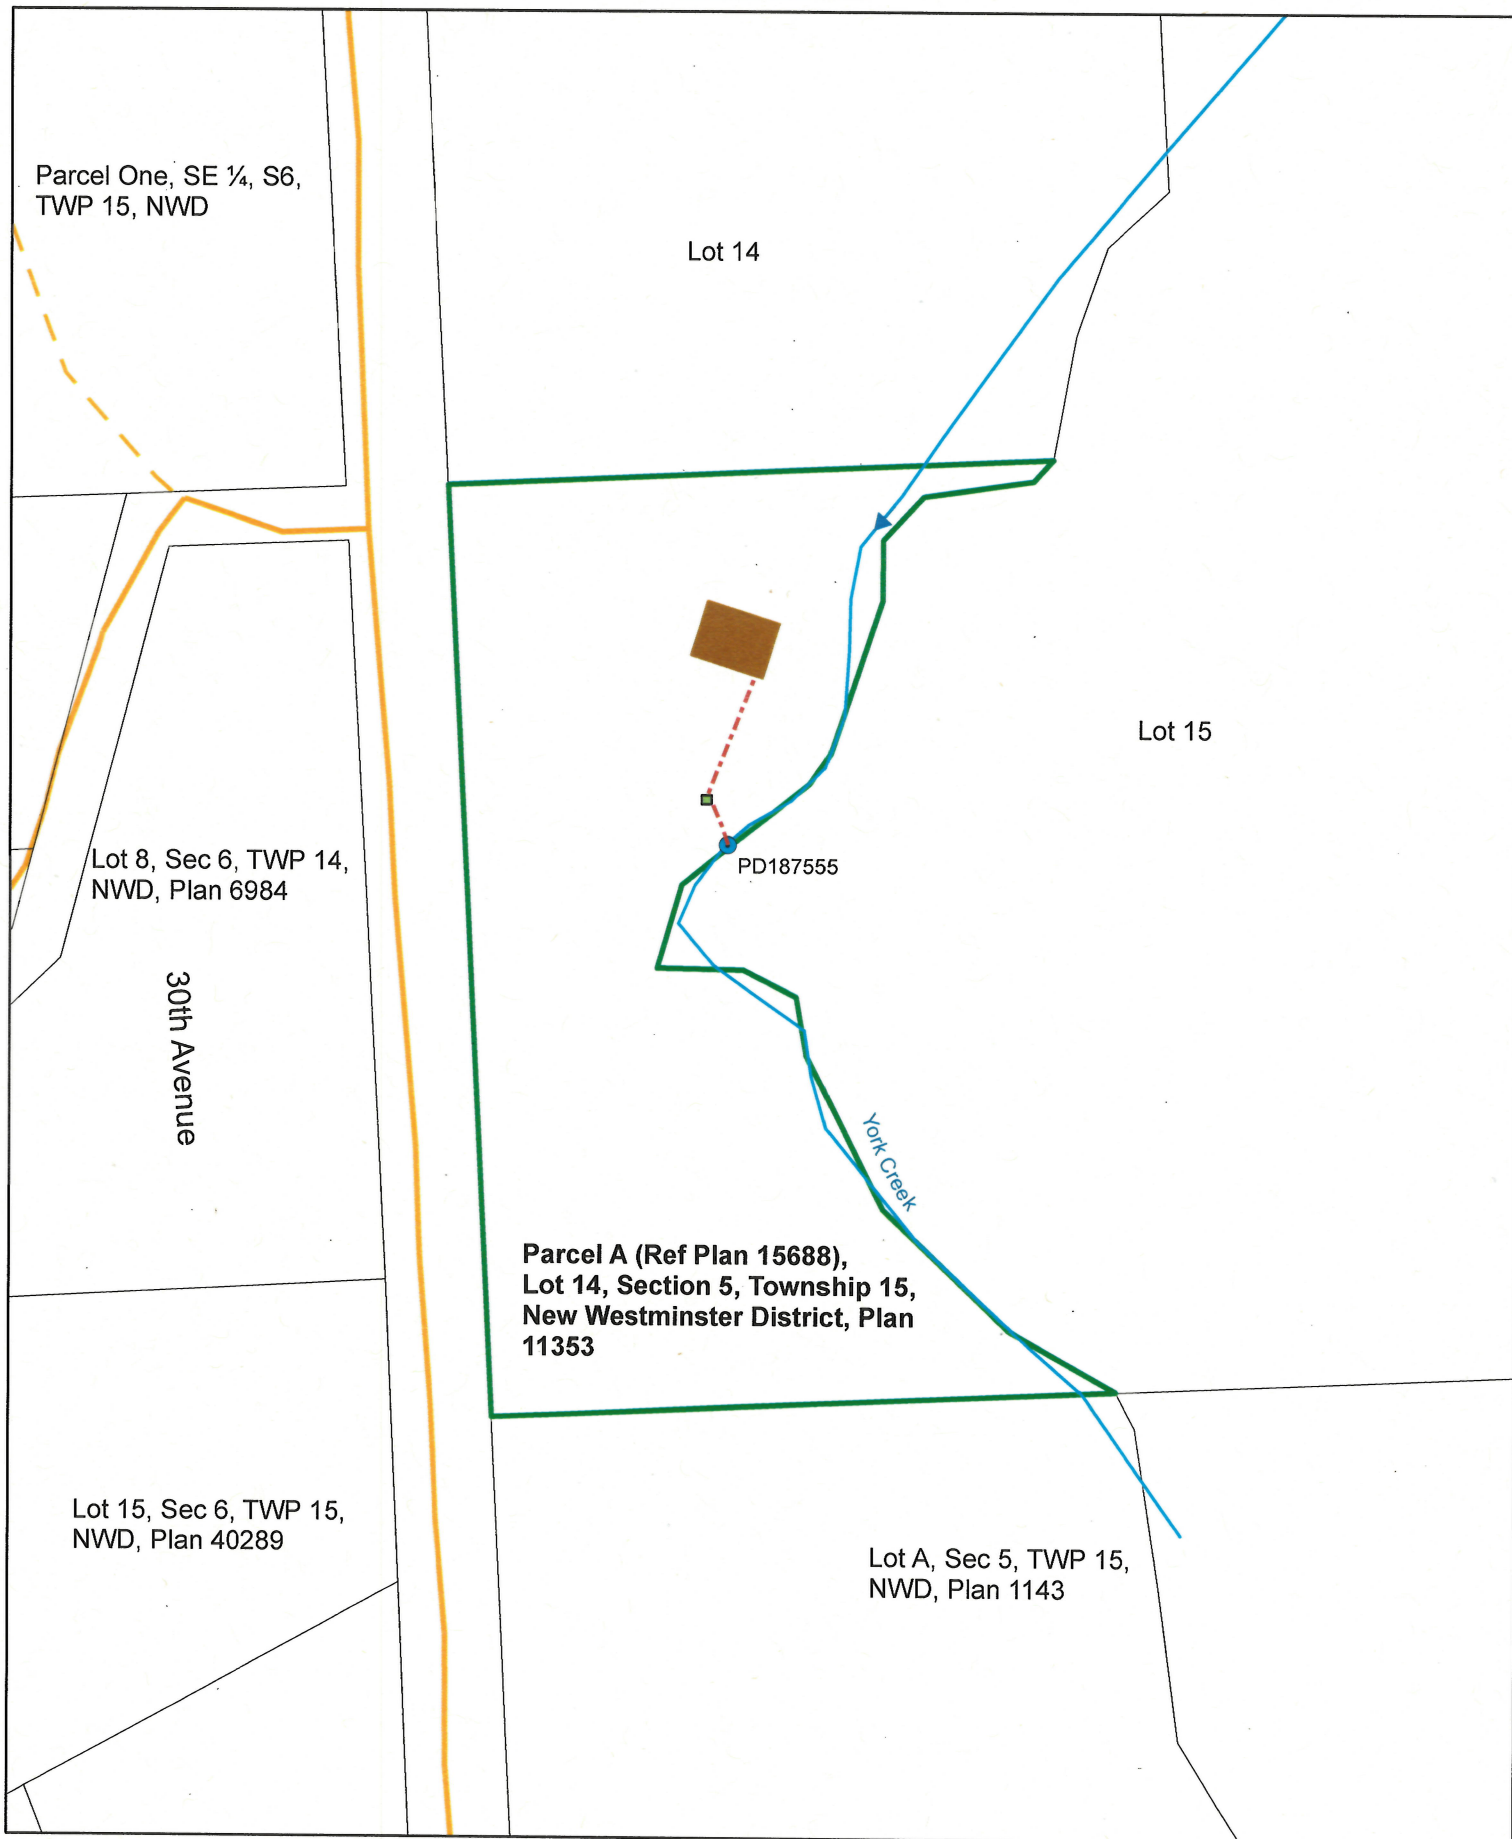 Parcel One, SE ¼, S6,
TWP 15, NWD
Lot 14
Lot 15
PD187555
Lot 8, Sec 6, TWP 14,
NWD, Plan 6984
30th Avenue
York Creek
Parcel A (Ref Plan 15688),
Lot 14, Section 5, Township 15,
New Westminster District, Plan
11353
Lot 15, Sec 6, TWP 15,
NWD, Plan 40289
Lot A, Sec 5, TWP 15,
NWD, Plan 1143